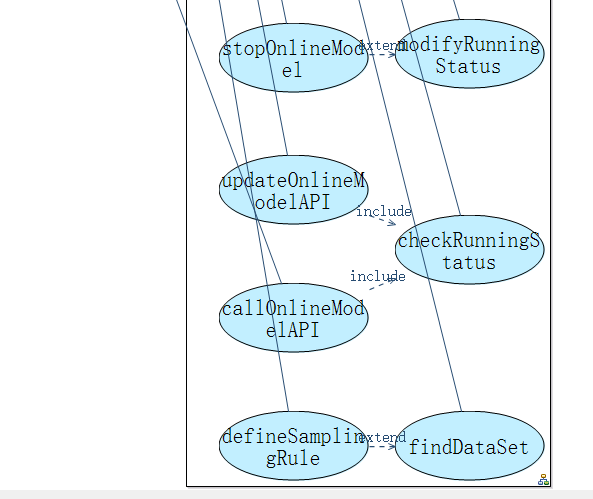 stopOnlineMod
el
extend
modifyRunning
Status
updateOnlineM
odelAPI
include
checkRunningS
tatus
include
callOnlineMod
elAPI
defineSamplin
gRule
extend
findDataSet